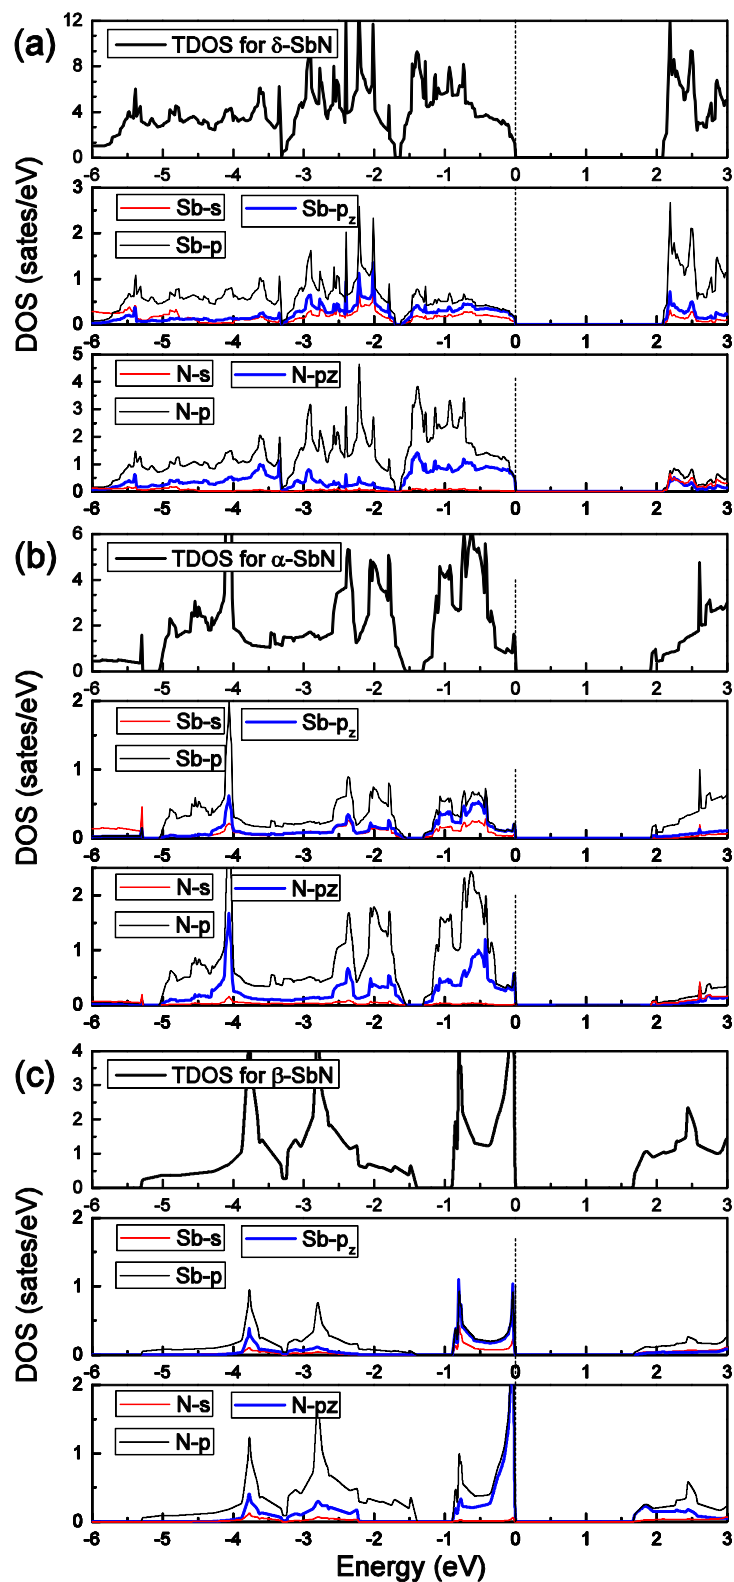 (a)
TDOS for δ-SbN
12
8
4
0
-6 -5 -4 -3 -2 -1 0 1 2 3
DOS (sates/eV)
Sb-s Sb-pz
Sb-p
3
2
1
0
-6 -5 -4 -3 -2 -1 0 1 2 3
N-s N-pz
N-p
5
4
3
2
1
0
-6 -5 -4 -3 -2 -1 0 1 2 3
(b)
TDOS for α-SbN
6
4
2
0
-6 -5 -4 -3 -2 -1 0 1 2 3
DOS (sates/eV)
Sb-s Sb-pz
Sb-p
2
1
0
-6 -5 -4 -3 -2 -1 0 1 2 3
N-s N-pz
N-p
2
1
0
-6 -5 -4 -3 -2 -1 0 1 2 3
(c)
TDOS for β-SbN
4
3
2
1
0
-6 -5 -4 -3 -2 -1 0 1 2 3
DOS (sates/eV)
Sb-s Sb-pz
Sb-p
2
1
0
-6 -5 -4 -3 -2 -1 0 1 2 3
N-s N-pz
N-p
2
1
0
-6 -5 -4 -3 -2 -1 0 1 2 3
Energy (eV)